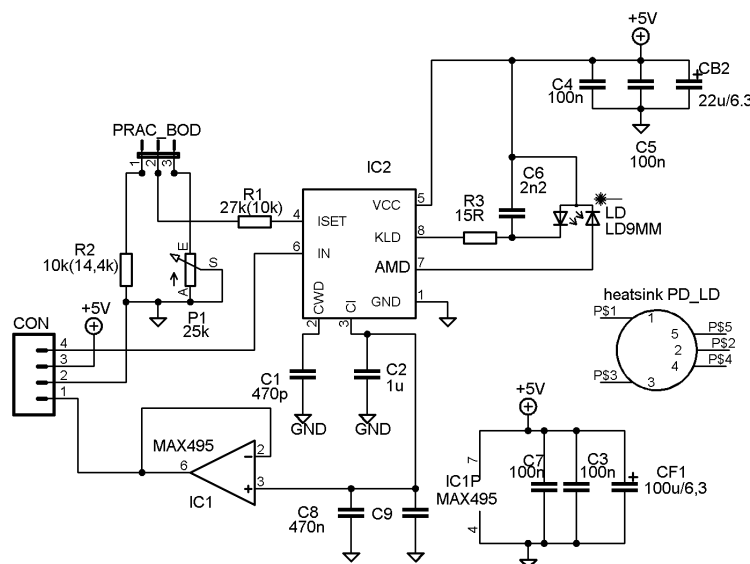 +5V
C4
100n
CB2
22u/6.3
C5
100n
PRAC_BOD
1
2
3
IC2
C6
2n2
R1
27k(10k)
4
ISET
VCC
5
R3
15R
LD
LD9MM
R2
10k(14,4k)
E
S
A
6
IN
KLD
8
AMD
7
P1
25k
CWD
CI
GND
1
2
3
+5V
CON
4
3
2
1
heatsink PD_LD
P$1
1
5
P$5
2
P$2
4
P$4
P$3
3
C1
470p
C2
1u
GND
GND
+5V
MAX495
6
2
3
IC1
C8
470n
C9
7
IC1P
MAX495
4
C7
100n
C3
100n
CF1
100u/6,3